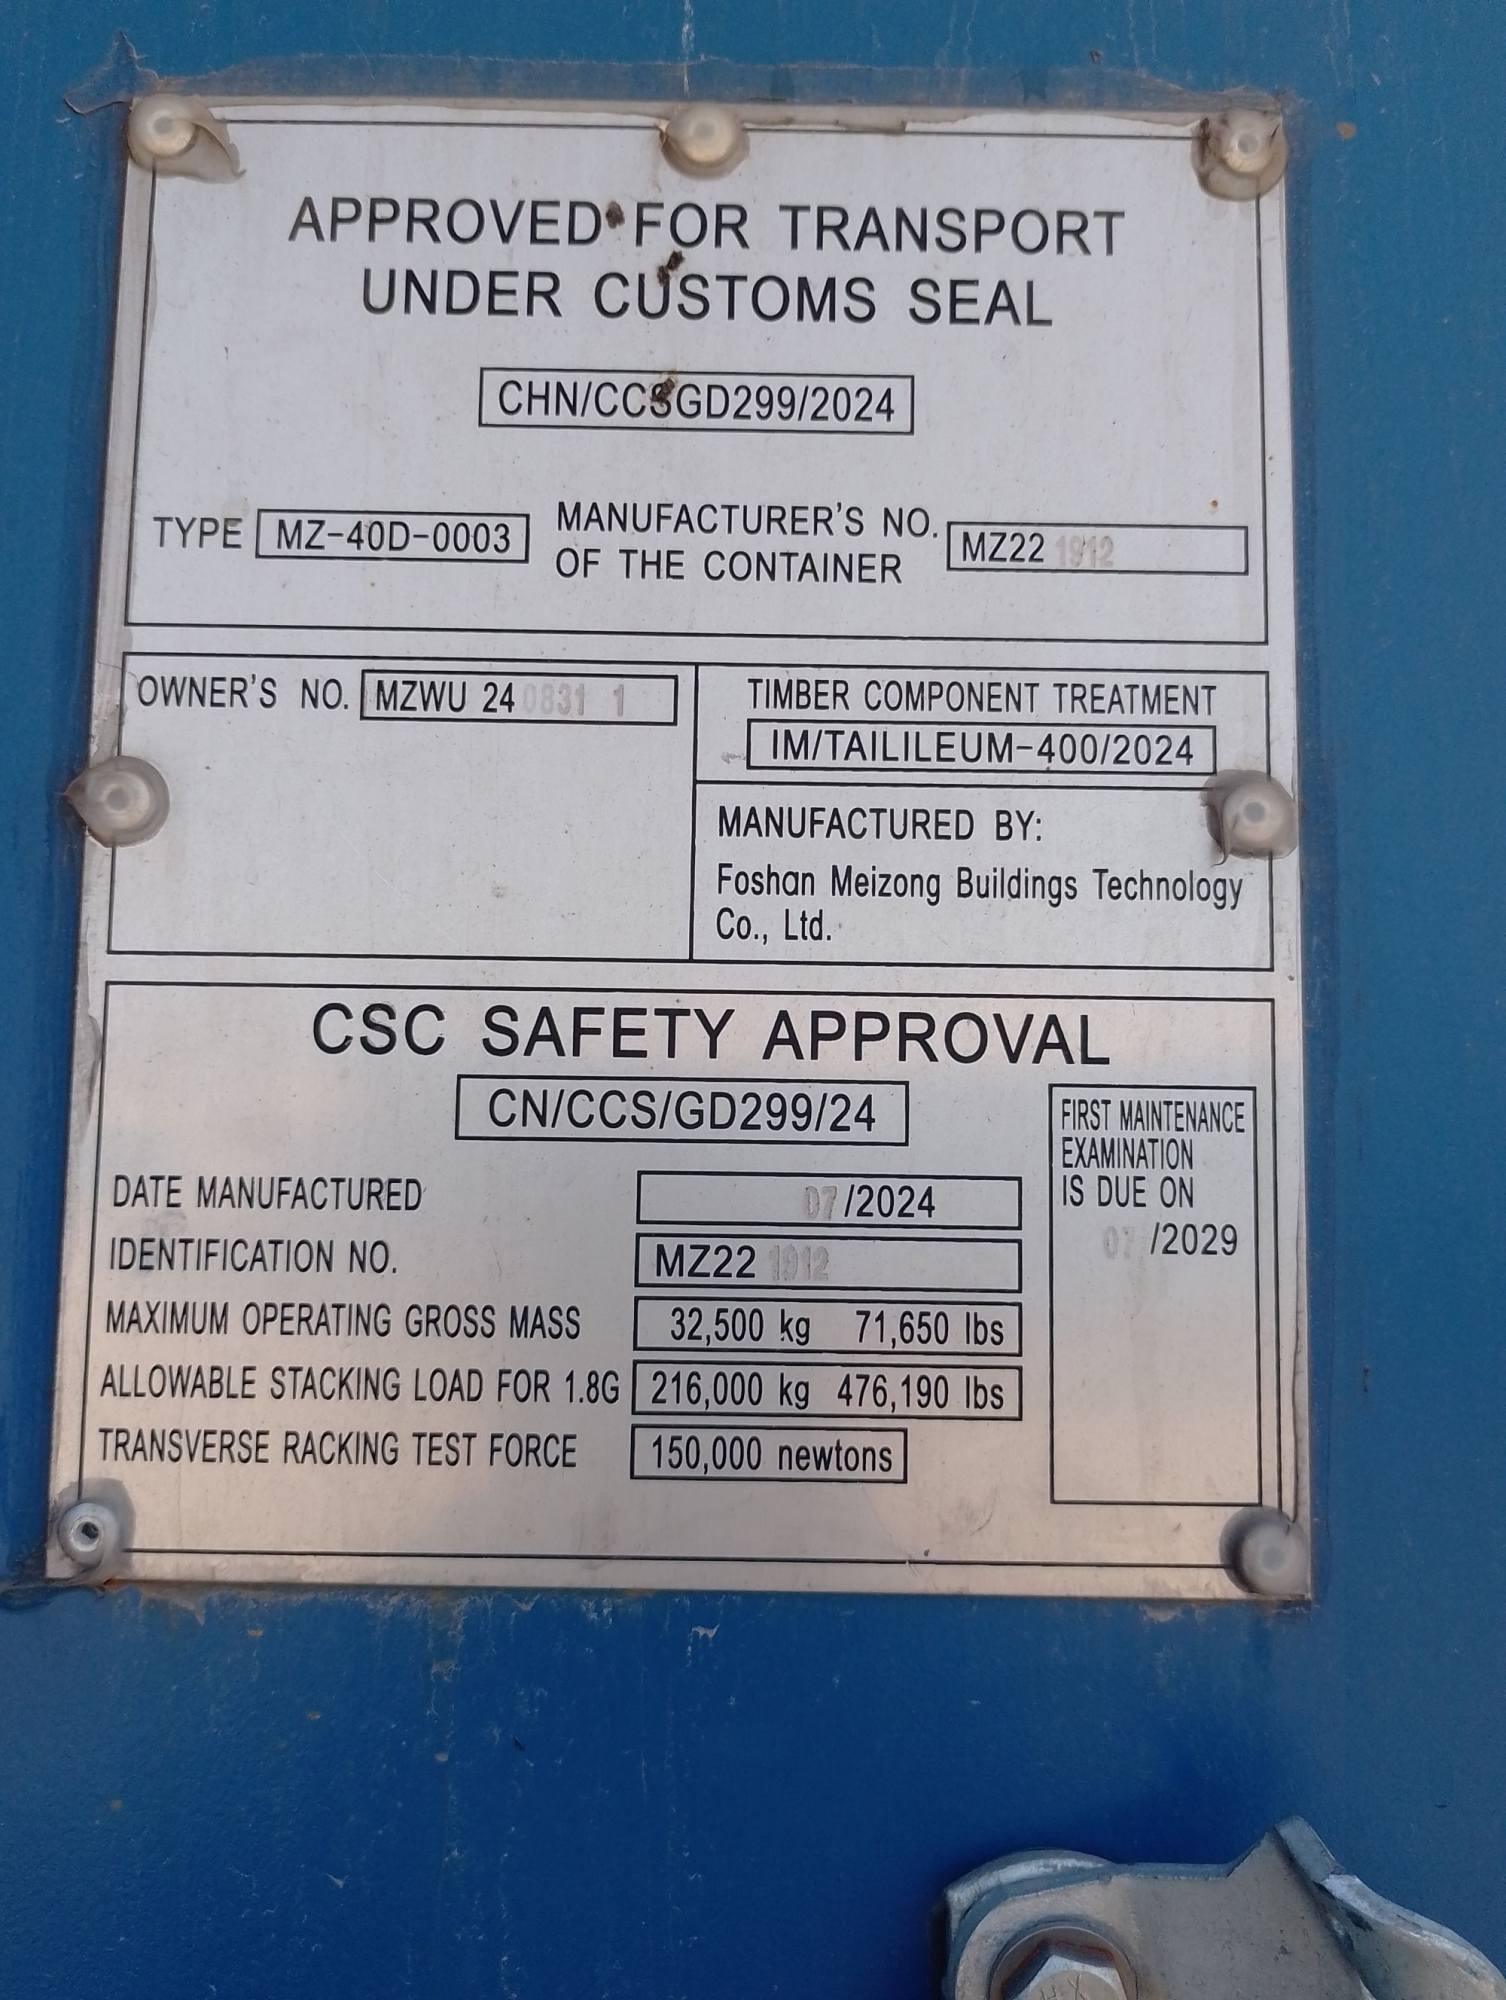 APPROVED FOR TRANSPORT
UNDER CUSTOMS SEAL
CHN/CCSGD299/2024
TYPE MZ-40D-0003
MANUFACTURER'S NO.
OF THE CONTAINER
MZ22 1912
OWNER'S NO. MZWU 24 0831 1
TIMBER COMPONENT TREATMENT
IM/TAILILEUM-400/2024
MANUFACTURED BY:
Foshan Meizong Buildings Technology
Co., Ltd.
CSC SAFETY APPROVAL
CN/CCS/GD299/24
DATE MANUFACTURED 07/2024
IDENTIFICATION NO. MZ22 1912
MAXIMUM OPERATING GROSS MASS 32,500 kg 71,650 lbs
ALLOWABLE STACKING LOAD FOR 1.8G 216,000 kg 476,190 lbs
TRANSVERSE RACKING TEST FORCE 150,000 newtons
FIRST MAINTENANCE
EXAMINATION
IS DUE ON
07 /2029